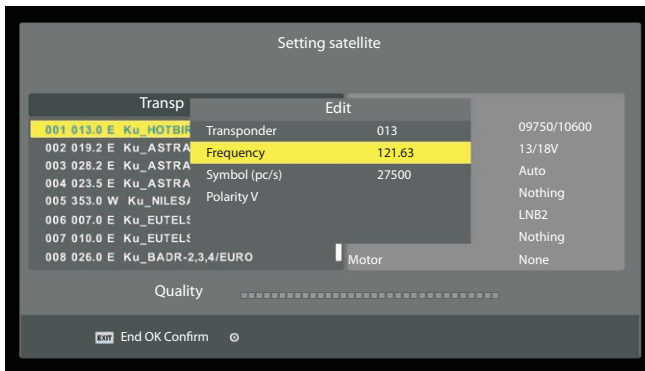 Setting satellite
Transp
Edit
001 013.0 E Ku_HOTBIR
002 019.2 E Ku_ASTRA
003 028.2 E Ku_ASTRA
004 023.5 E Ku_ASTRA
005 353.0 W Ku_NILESA
006 007.0 E Ku_EUTELS
007 010.0 E Ku_EUTELS
008 026.0 E Ku_BADR-2,3,4/EURO
Transponder 013
Frequency 121.63
Symbol (pc/s) 27500
Polarity V
09750/10600
13/18V
Auto
Nothing
LNB2
Nothing
Motor None
Quality
EXIT End OK Confirm